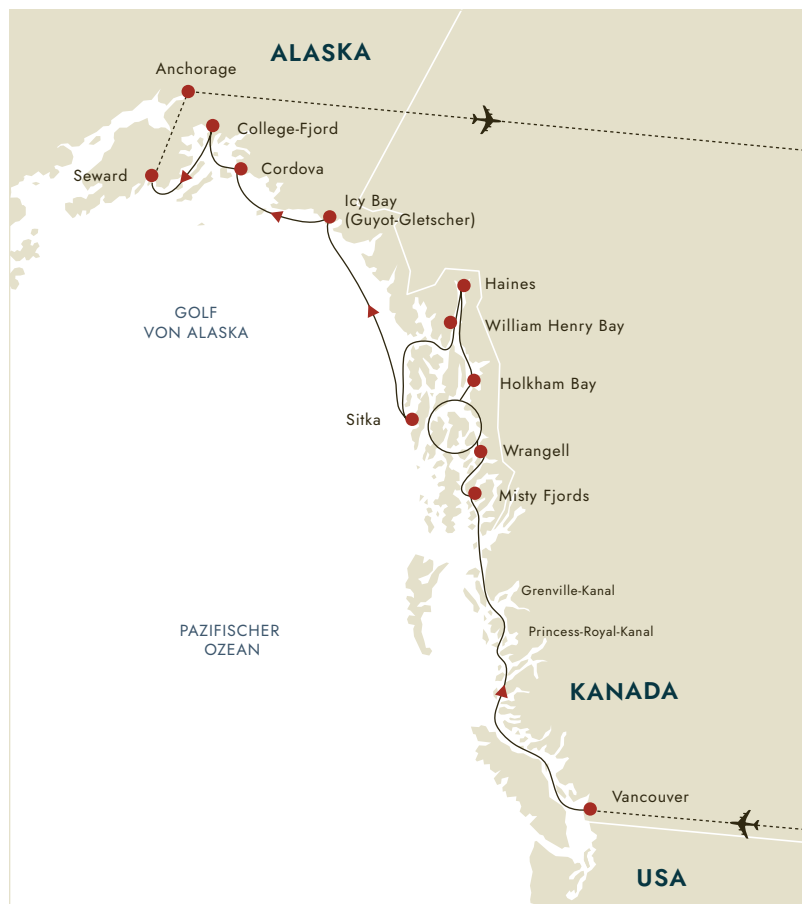 ALASKA
Anchorage
College-Fjord
Cordova
Seward
Icy Bay
(Guyot-Gletscher)
Haines
GOLF
VON ALASKA
William Henry Bay
Holkham Bay
Sitka
Wrangell
Misty Fjords
Grenville-Kanal
Princess-Royal-Kanal
PAZIFISCHER
OZEAN
KANADA
Vancouver
USA